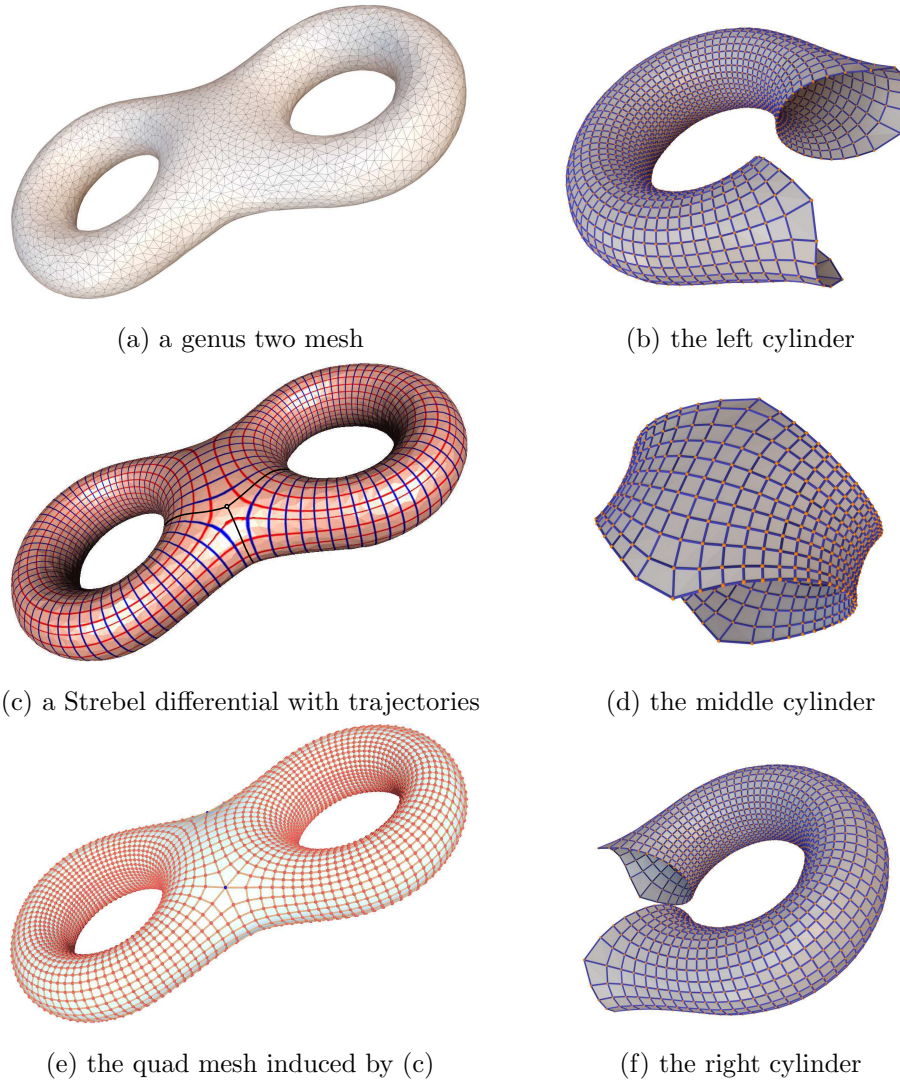 (a) a genus two mesh
(b) the left cylinder
(c) a Strebel differential with trajectories
(d) the middle cylinder
(e) the quad mesh induced by (c)
(f) the right cylinder